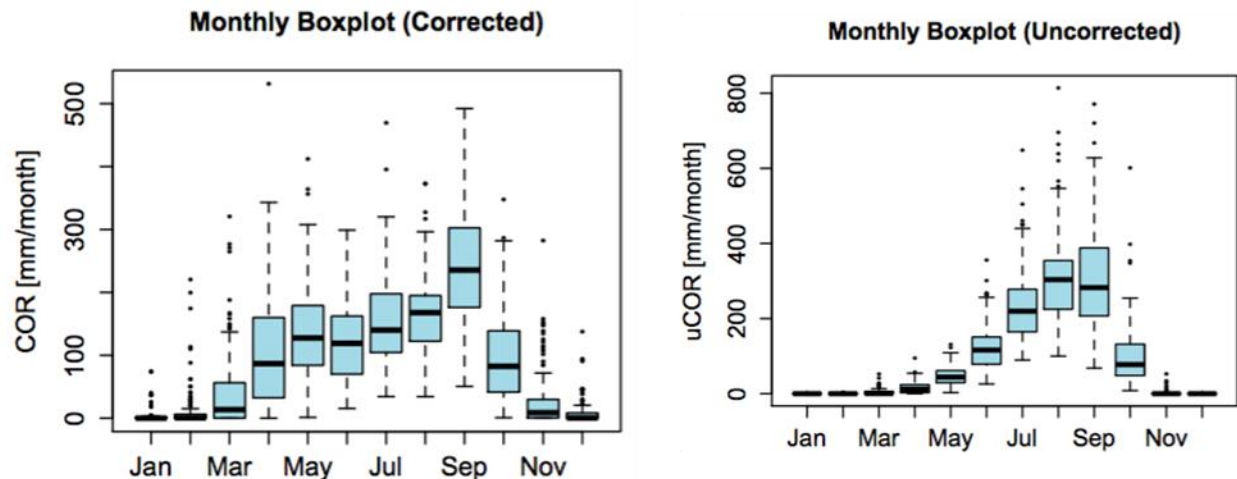 Monthly Boxplot (Corrected)
COR [mm/month]
500
300
100
0
Jan Mar May Jul Sep Nov
Monthly Boxplot (Uncorrected)
uCOR [mm/month]
800
600
400
200
0
Jan Mar May Jul Sep Nov